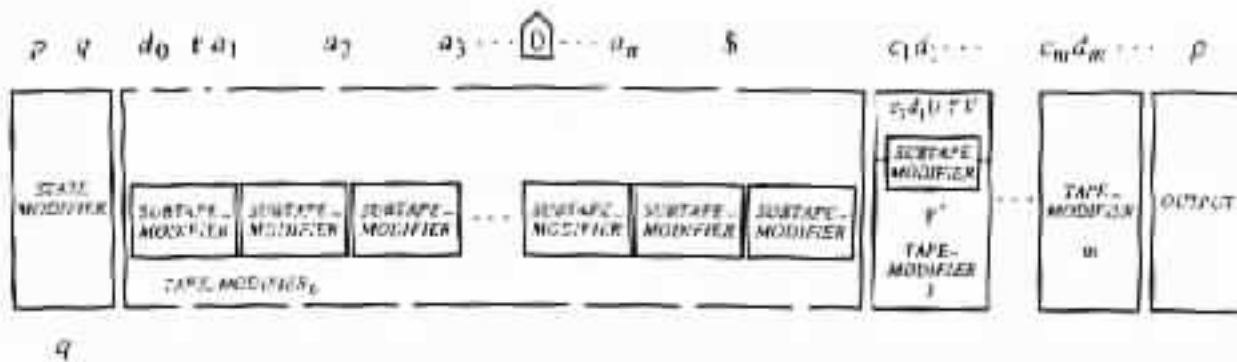 p q d₀ ¢ a₁ a₂ a₃ ··· D ··· aₙ $ c₁d₁ ··· cₘdₘ ··· p
STATE MODIFIER
SUBTAPE-MODIFIER SUBTAPE-MODIFIER SUBTAPE-MODIFIER ··· SUBTAPE-MODIFIER SUBTAPE-MODIFIER SUBTAPE-MODIFIER
TAPE-MODIFIER₀
SUBTAPE
MODIFIER
TAPE-
MODIFIER
1
···
TAPE-
MODIFIER
m
OUTPUT
q